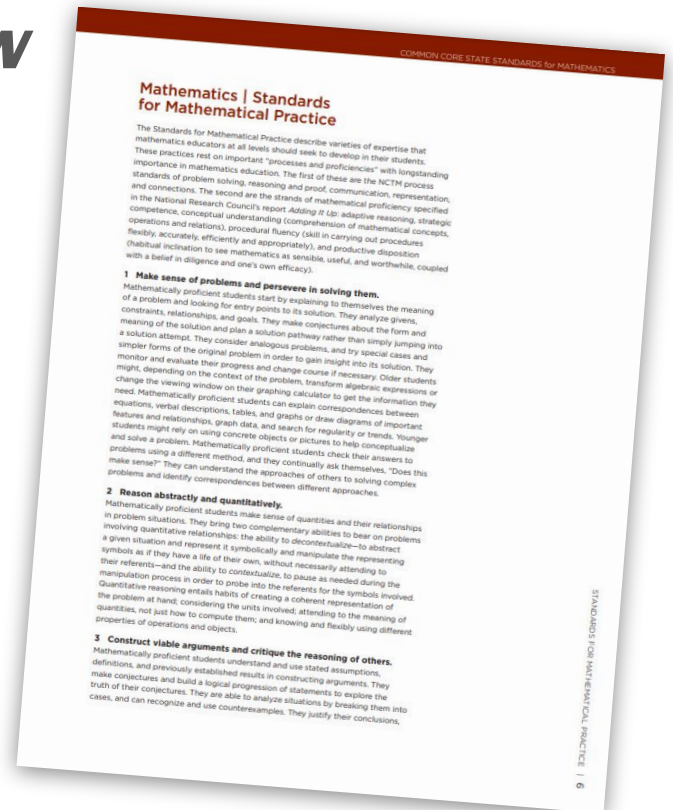 w
COMMON CORE STATE STANDARDS for MATHEMATICS
Mathematics | Standards
for Mathematical Practice
The Standards for Mathematical Practice describe varieties of expertise that
mathematics educators at all levels should seek to develop in their students.
These practices rest on important “processes and proficiencies” with longstanding
importance in mathematics education. The first of these are the NCTM process
standards of problem solving, reasoning and proof, communication, representation,
and connections. The second are the strands of mathematical proficiency specified
in the National Research Council’s report Adding It Up: adaptive reasoning, strategic
competence, conceptual understanding (comprehension of mathematical concepts,
operations and relations), procedural fluency (skill in carrying out procedures
flexibly, accurately, efficiently and appropriately), and productive disposition
(habitual inclination to see mathematics as sensible, useful, and worthwhile, coupled
with a belief in diligence and one’s own efficacy).
1 Make sense of problems and persevere in solving them.
Mathematically proficient students start by explaining to themselves the meaning
of a problem and looking for entry points to its solution. They analyze givens,
constraints, relationships, and goals. They make conjectures about the form and
meaning of the solution and plan a solution pathway rather than simply jumping into
a solution attempt. They consider analogous problems, and try special cases and
simpler forms of the original problem in order to gain insight into its solution. They
monitor and evaluate their progress and change course if necessary. Older students
might, depending on the context of the problem, transform algebraic expressions or
change the viewing window on their graphing calculator to get the information they
need. Mathematically proficient students can explain correspondences between
equations, verbal descriptions, tables, and graphs or draw diagrams of important
features and relationships, graph data, and search for regularity or trends. Younger
students might rely on using concrete objects or pictures to help conceptualize
and solve a problem. Mathematically proficient students check their answers to
problems using a different method, and they continually ask themselves, “Does this
make sense?” They can understand the approaches of others to solving complex
problems and identify correspondences between different approaches.
2 Reason abstractly and quantitatively.
Mathematically proficient students make sense of quantities and their relationships
in problem situations. They bring two complementary abilities to bear on problems
involving quantitative relationships: the ability to decontextualize—to abstract
a given situation and represent it symbolically and manipulate the representing
symbols as if they have a life of their own, without necessarily attending to
their referents—and the ability to contextualize, to pause as needed during the
manipulation process in order to probe into the referents for the symbols involved.
Quantitative reasoning entails habits of creating a coherent representation of
the problem at hand; considering the units involved; attending to the meaning of
quantities, not just how to compute them; and knowing and flexibly using different
properties of operations and objects.
3 Construct viable arguments and critique the reasoning of others.
Mathematically proficient students understand and use stated assumptions,
definitions, and previously established results in constructing arguments. They
make conjectures and build a logical progression of statements to explore the
truth of their conjectures. They are able to analyze situations by breaking them into
cases, and can recognize and use counterexamples. They justify their conclusions,
STANDARDS FOR MATHEMATICAL PRACTICE | 6